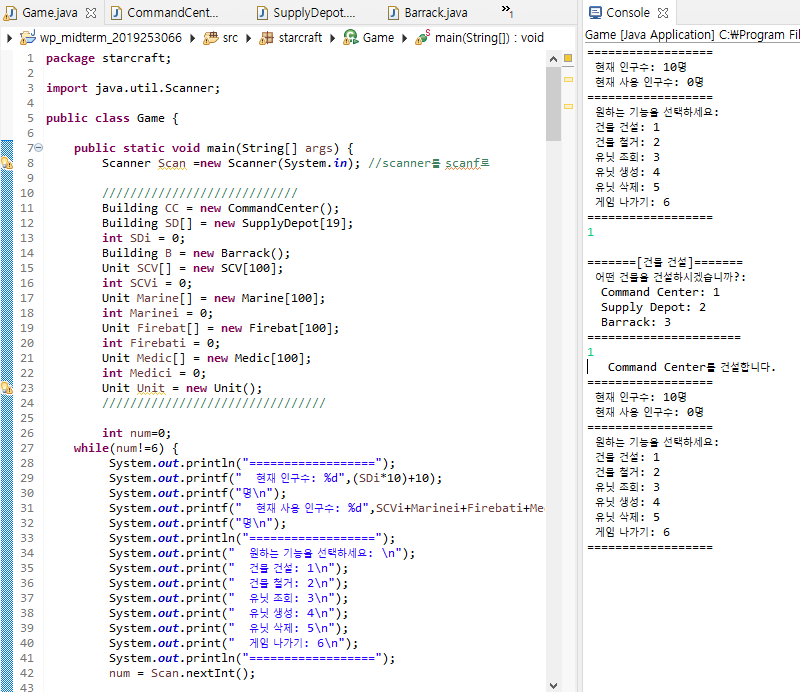 Game.java CommandCent... SupplyDepot.... Barrack.java »1
wp_midterm_2019253066 src starcraft Game main(String[]) : void
1 package starcraft;
2
3 import java.util.Scanner;
4
5 public class Game {
6
7 public static void main(String[] args) {
8 Scanner Scan =new Scanner(System.in); //scanner를 scanf로
9
10 ////////////////////////////
11 Building CC = new CommandCenter();
12 Building SD[] = new SupplyDepot[19];
13 int SDi = 0;
14 Building B = new Barrack();
15 Unit SCV[] = new SCV[100];
16 int SCVi = 0;
17 Unit Marine[] = new Marine[100];
18 int Marinei = 0;
19 Unit Firebat[] = new Firebat[100];
20 int Firebati = 0;
21 Unit Medic[] = new Medic[100];
22 int Medici = 0;
23 Unit Unit = new Unit();
24 ////////////////////////////////
25
26 int num=0;
27 while(num!=6) {
28 System.out.println("==================");
29 System.out.printf("  현재 인구수: %d",(SDi*10)+10);
30 System.out.printf("명\n");
31 System.out.printf("  현재 사용 인구수: %d",SCVi+Marinei+Firebati+Me
32 System.out.printf("명\n");
33 System.out.println("==================");
34 System.out.print("  원하는 기능을 선택하세요: \n");
35 System.out.print("  건물 건설: 1\n");
36 System.out.print("  건물 철거: 2\n");
37 System.out.print("  유닛 조회: 3\n");
38 System.out.print("  유닛 생성: 4\n");
39 System.out.print("  유닛 삭제: 5\n");
40 System.out.print("  게임 나가기: 6\n");
41 System.out.println("==================");
42 num = Scan.nextInt();
43
Console
Game [Java Application] C:₩Program Fil
==================
현재 인구수: 10명
현재 사용 인구수: 0명
==================
원하는 기능을 선택하세요:
건물 건설: 1
건물 철거: 2
유닛 조회: 3
유닛 생성: 4
유닛 삭제: 5
게임 나가기: 6
==================
1
=======[건물 건설]=======
어떤 건물을 건설하시겠습니까?:
Command Center: 1
Supply Depot: 2
Barrack: 3
======================
1
Command Center를 건설합니다.
==================
현재 인구수: 10명
현재 사용 인구수: 0명
==================
원하는 기능을 선택하세요:
건물 건설: 1
건물 철거: 2
유닛 조회: 3
유닛 생성: 4
유닛 삭제: 5
게임 나가기: 6
==================